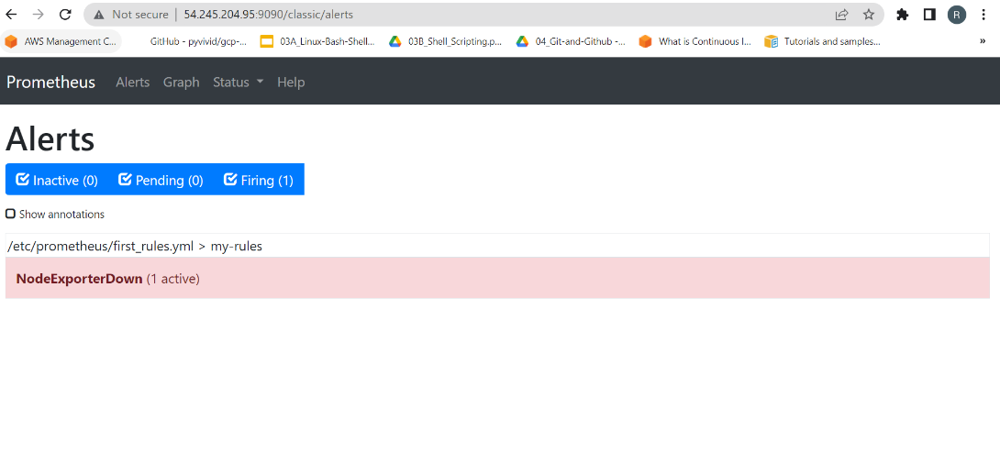 Not secure | 54.245.204.95:9090/classic/alerts R
AWS Management C... GitHub - pyvivid/gcp-... 03A_Linux-Bash-Shell... 03B_Shell_Scripting.p... 04_Git-and-Github -... What is Continuous I... Tutorials and samples... »
Prometheus Alerts Graph Status Help
Alerts
Inactive (0) Pending (0) Firing (1)
Show annotations
/etc/prometheus/first_rules.yml > my-rules
NodeExporterDown (1 active)